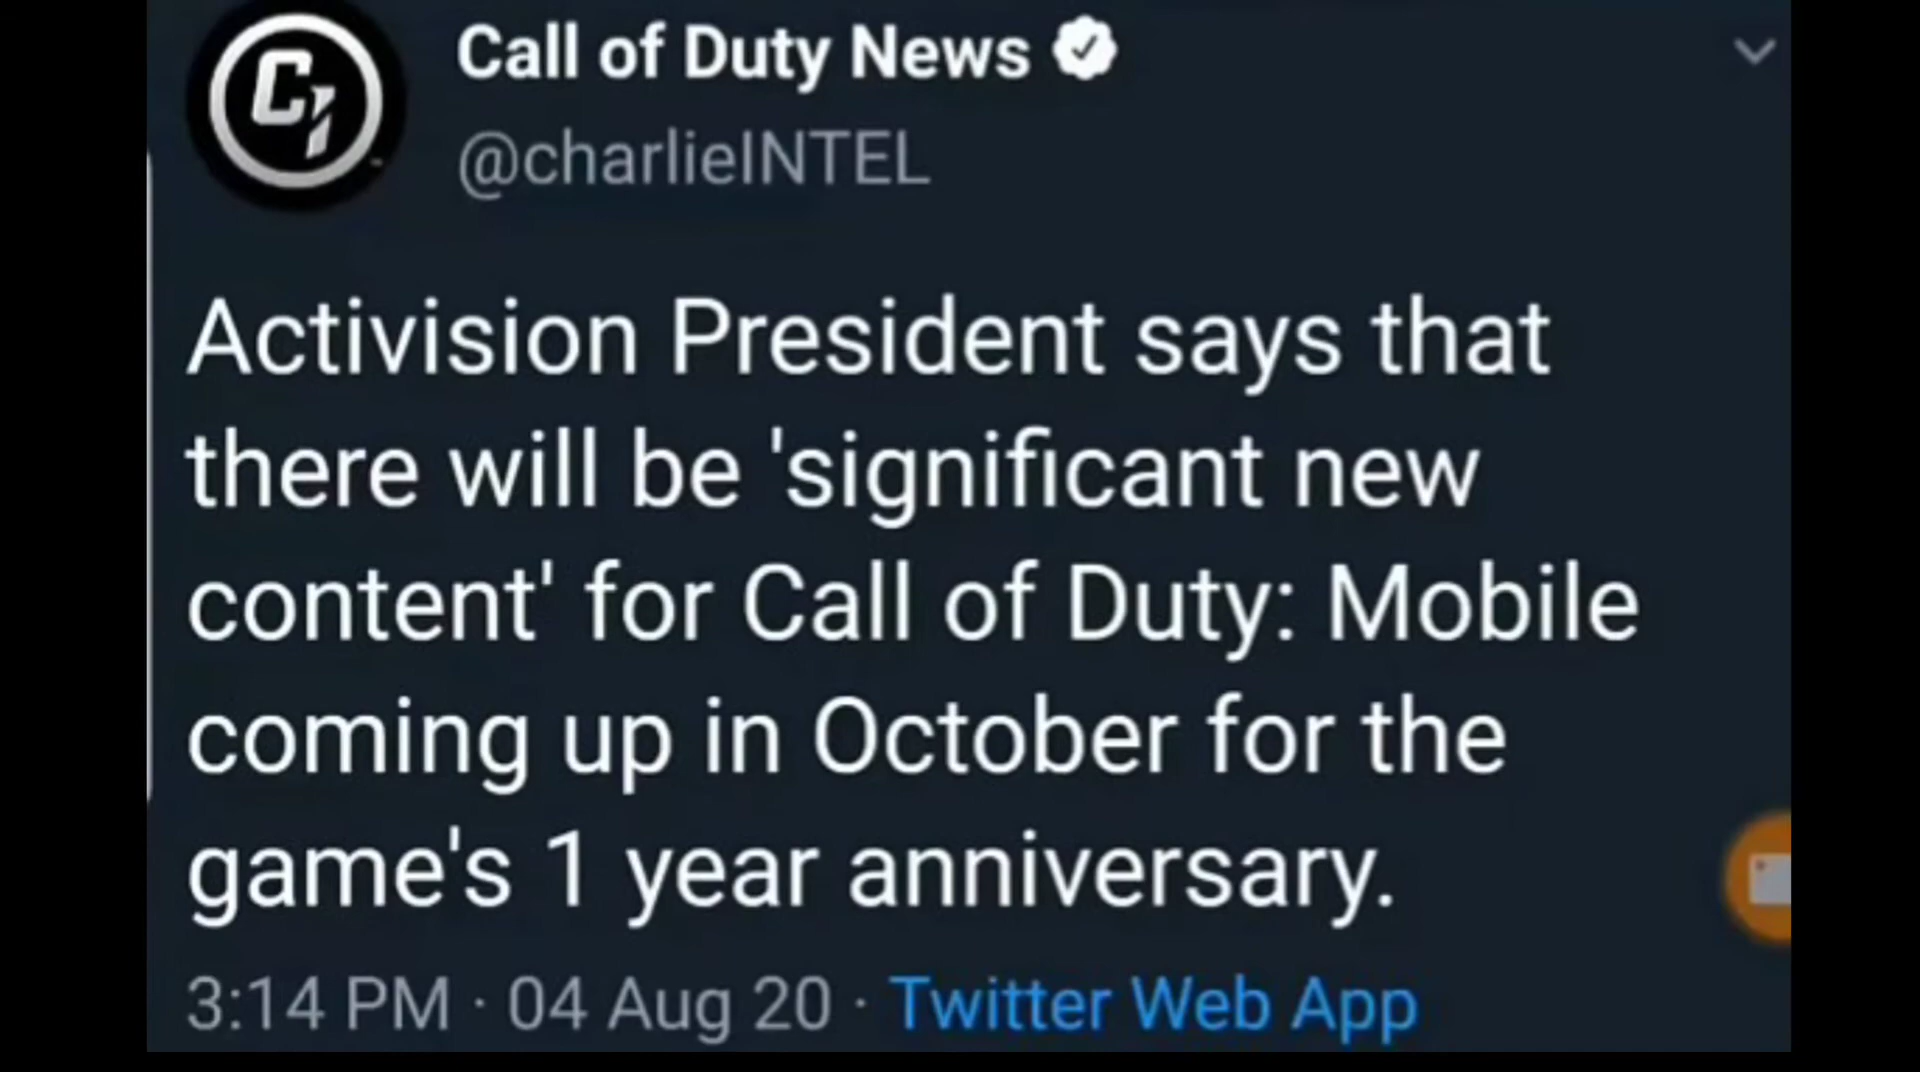 Call of Duty News
@charlieINTEL
Activision President says that
there will be 'significant new
content' for Call of Duty: Mobile
coming up in October for the
game's 1 year anniversary.
3:14 PM · 04 Aug 20 · Twitter Web App